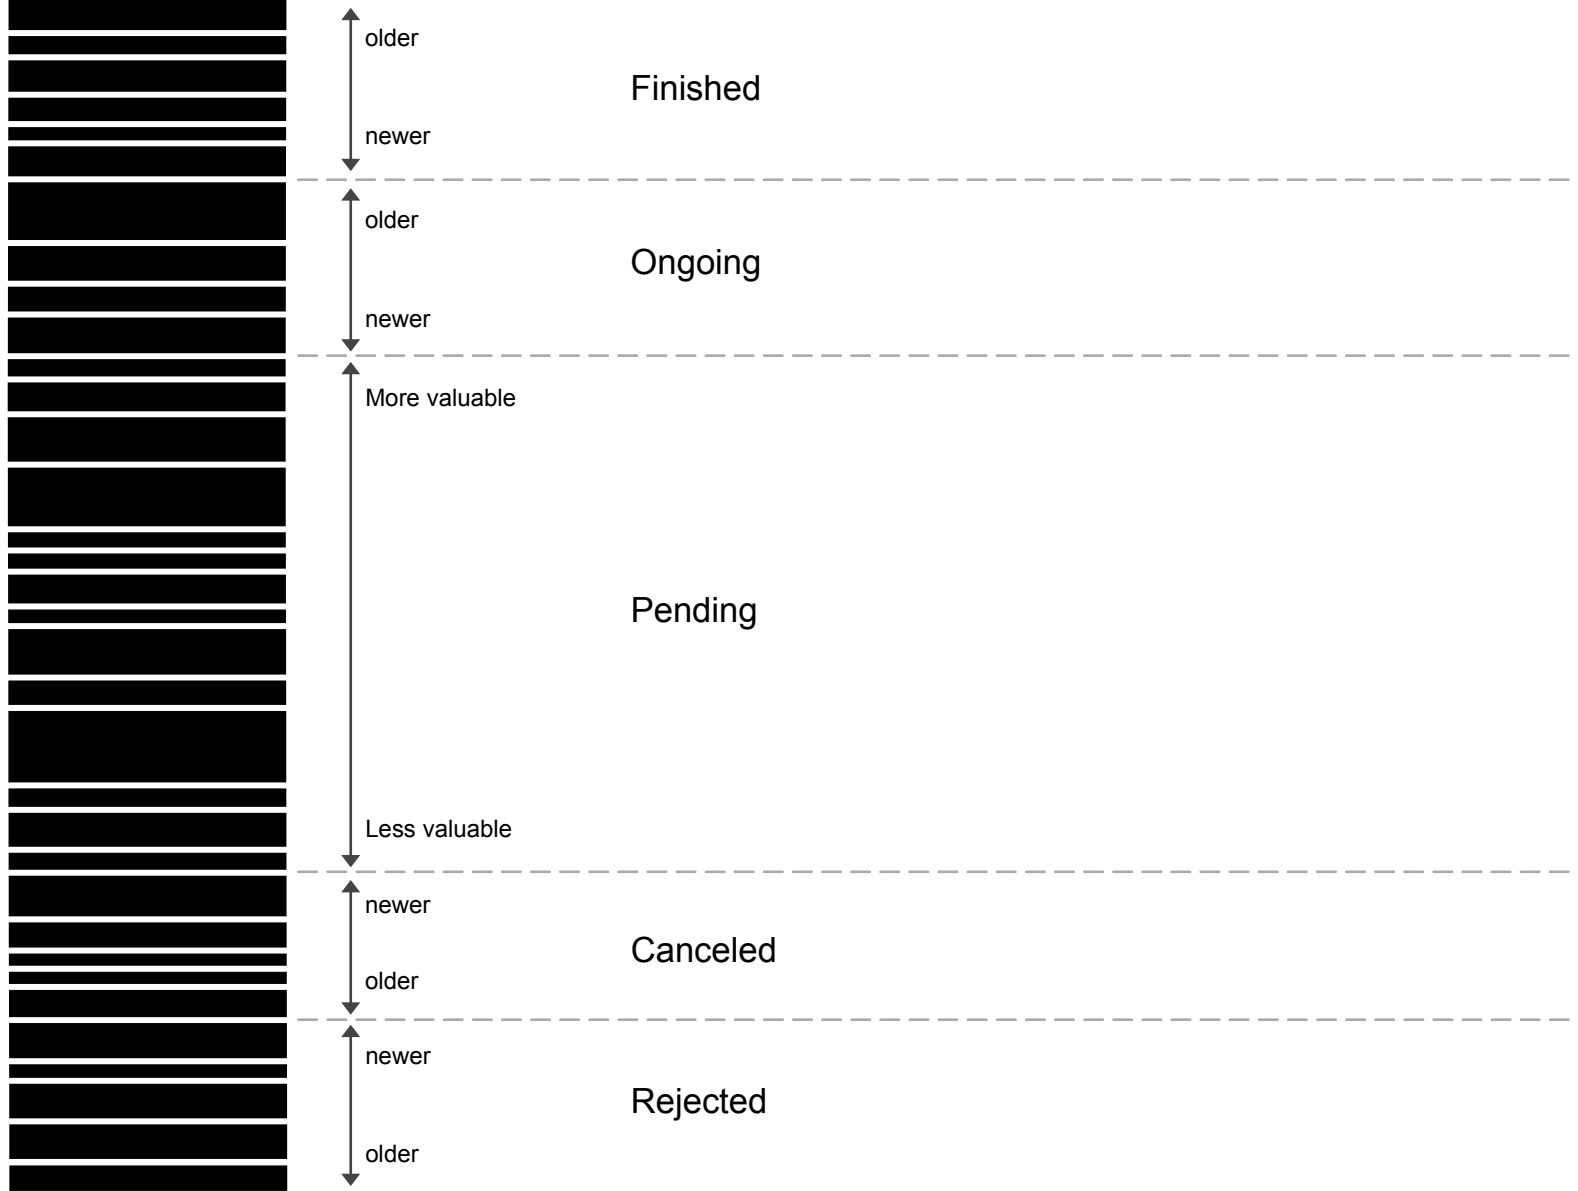 older
Finished
newer
older
Ongoing
newer
More valuable
Pending
Less valuable
newer
Canceled
older
newer
Rejected
older